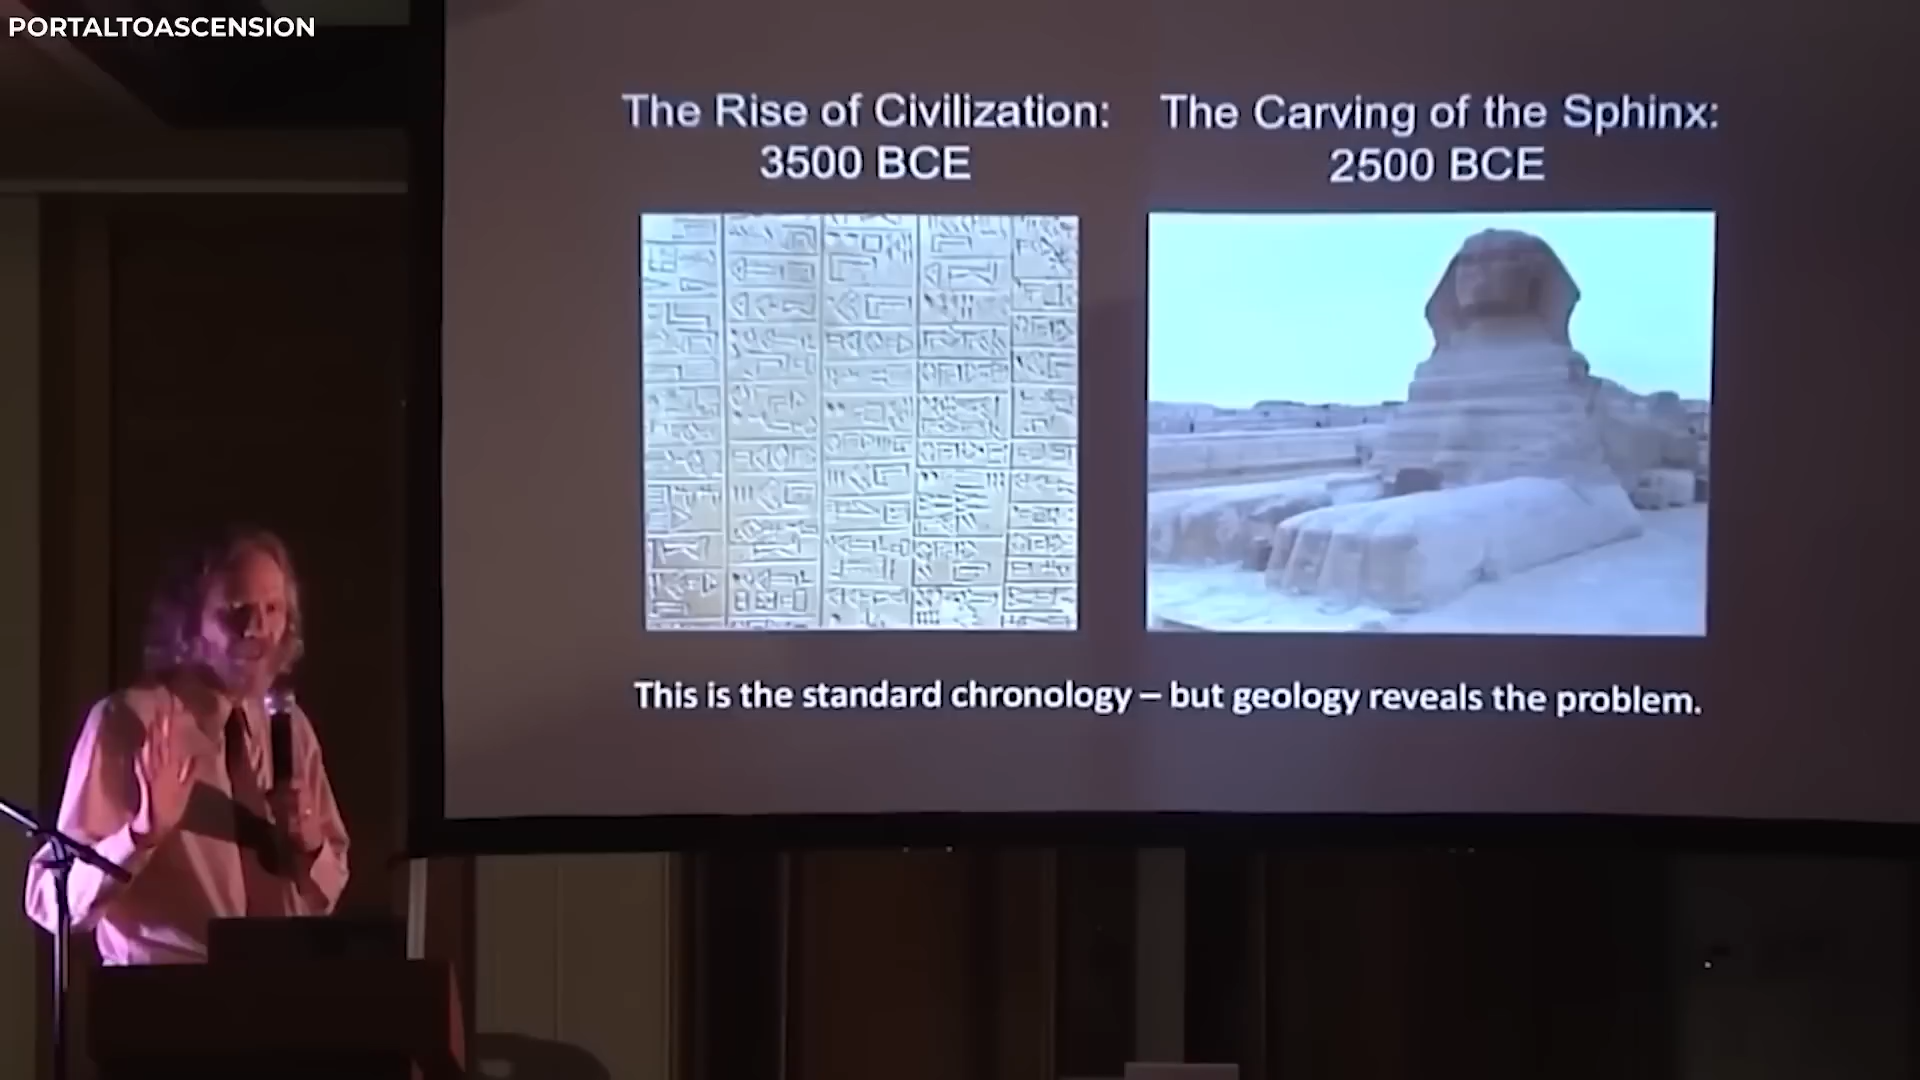 PORTALTOASCENSION
The Rise of Civilization:
3500 BCE
The Carving of the Sphinx:
2500 BCE
This is the standard chronology – but geology reveals the problem.